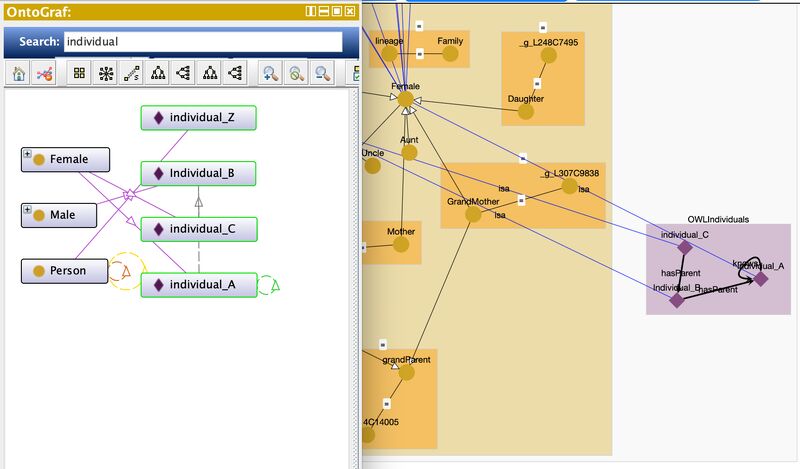 OntoGraf:
Search: individual
individual_Z
Female
Individual_B
Male
individual_C
Person
individual_A
lineage
Family
_g_L248C7495
Female
Daughter
Aunt
Uncle
_g_L307C9838
isa
GrandMother
isa
Mother
grandParent
4C14005
OWLIndividuals
individual_C
knows
individual_A
hasParent
Individual_B
hasParent